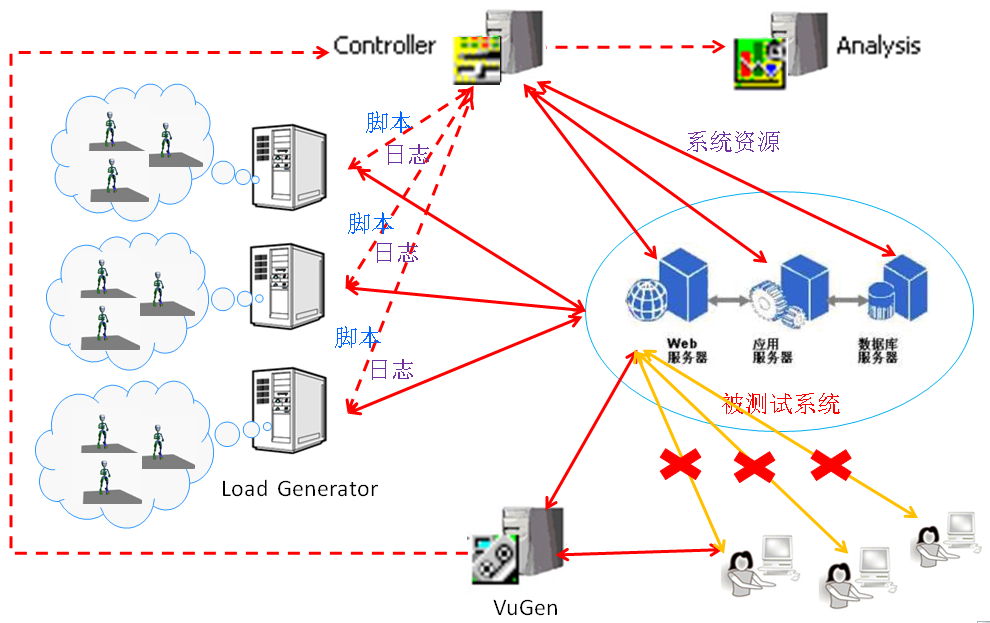 Controller
Analysis
脚本
日志
系统资源
脚本
日志
脚本
日志
Web
服务器
应用
服务器
数据库
服务器
被测试系统
Load Generator
VuGen